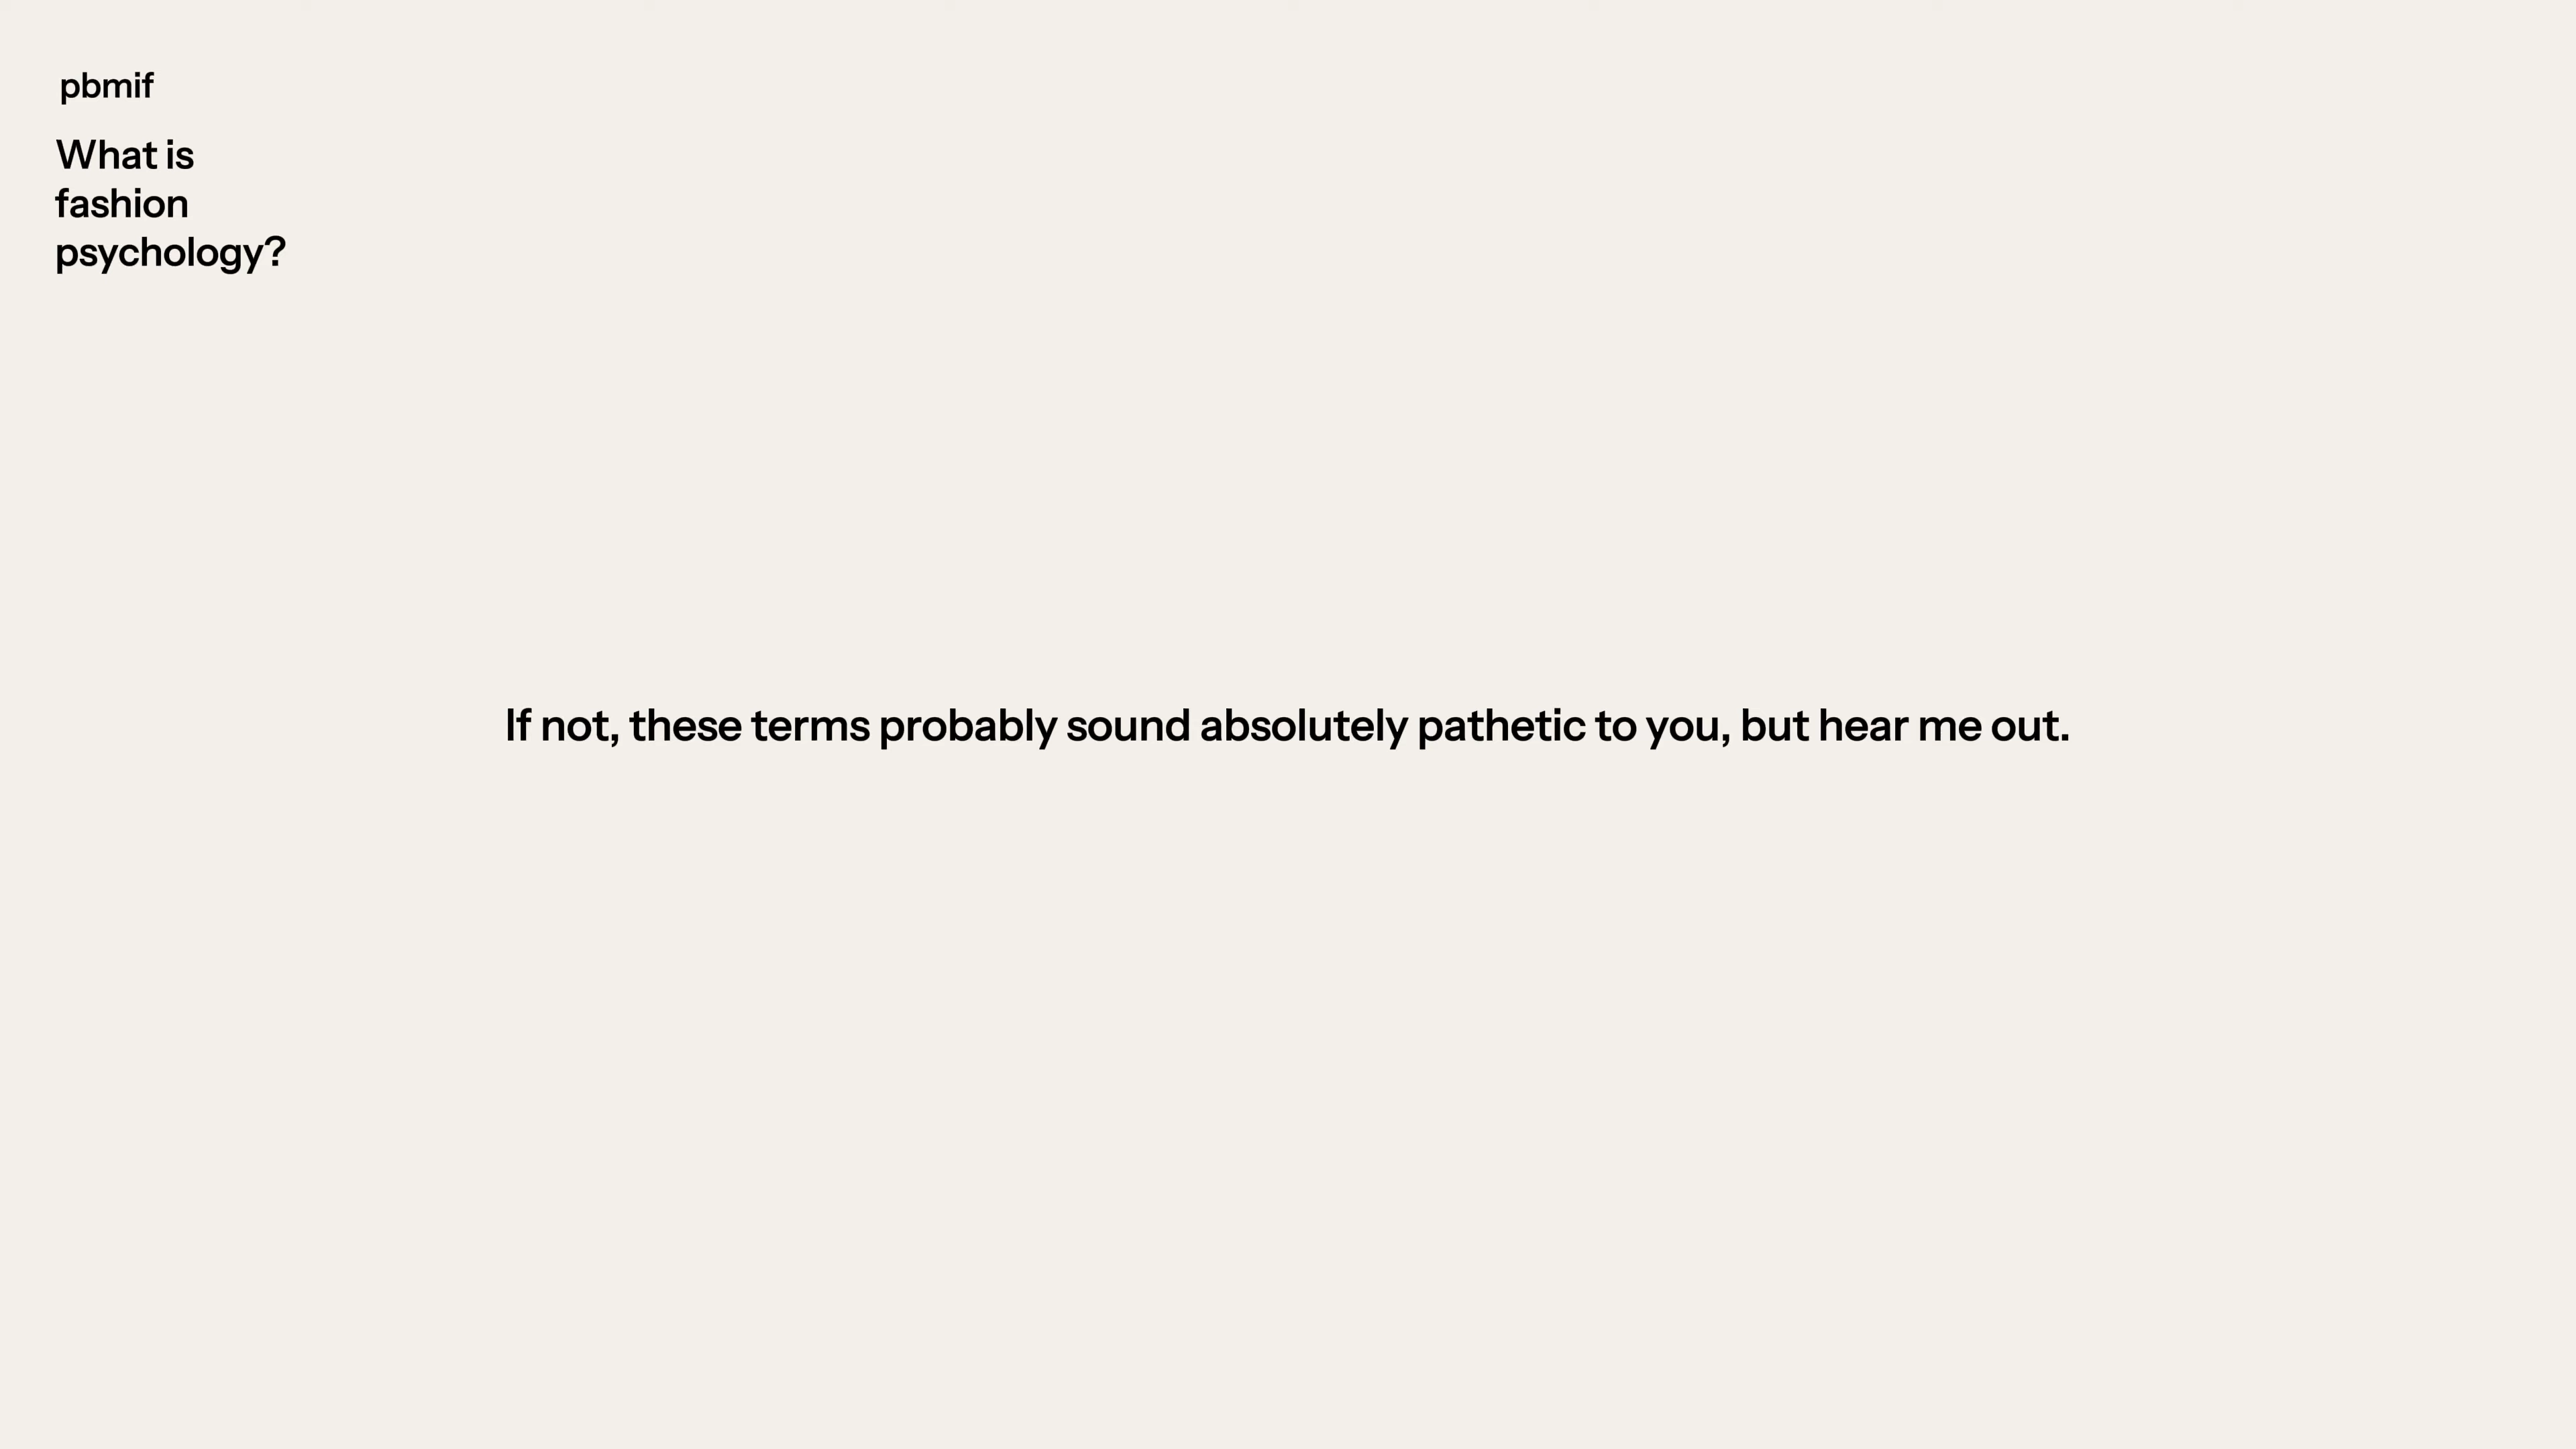 pbmif
What is
fashion
psychology?
If not, these terms probably sound absolutely pathetic to you, but hear me out.